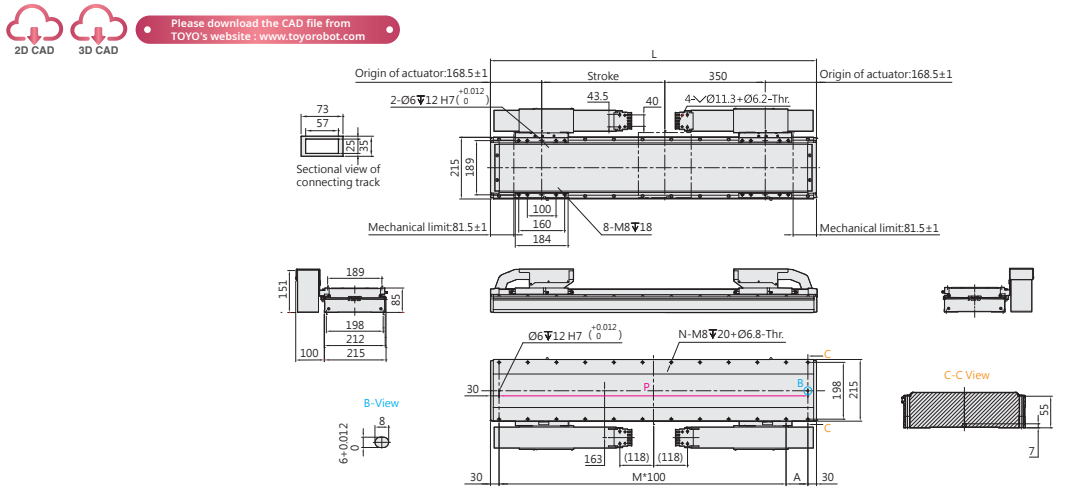 Please download the CAD file from
TOYO's website : www.toyorobot.com
2D CAD
3D CAD
L
Origin of actuator:168.5±1
Stroke
350
Origin of actuator:168.5±1
2-Ø6↧12 H7( +0.012 0 )
43.5
40
4-⌵Ø11.3+Ø6.2-Thr.
73
57
25
35
Sectional view of
connecting track
215
189
100
160
184
8-M8↧18
Mechanical limit:81.5±1
Mechanical limit:81.5±1
151
189
85
198
212
100
215
Ø6↧12 H7 ( +0.012 0 )
N-M8↧20+Ø6.8-Thr.
C
30
P
B
198
215
C
C-C View
55
7
B-View
8
6+0.012
0
163
(118)
(118)
30
M*100
A
30